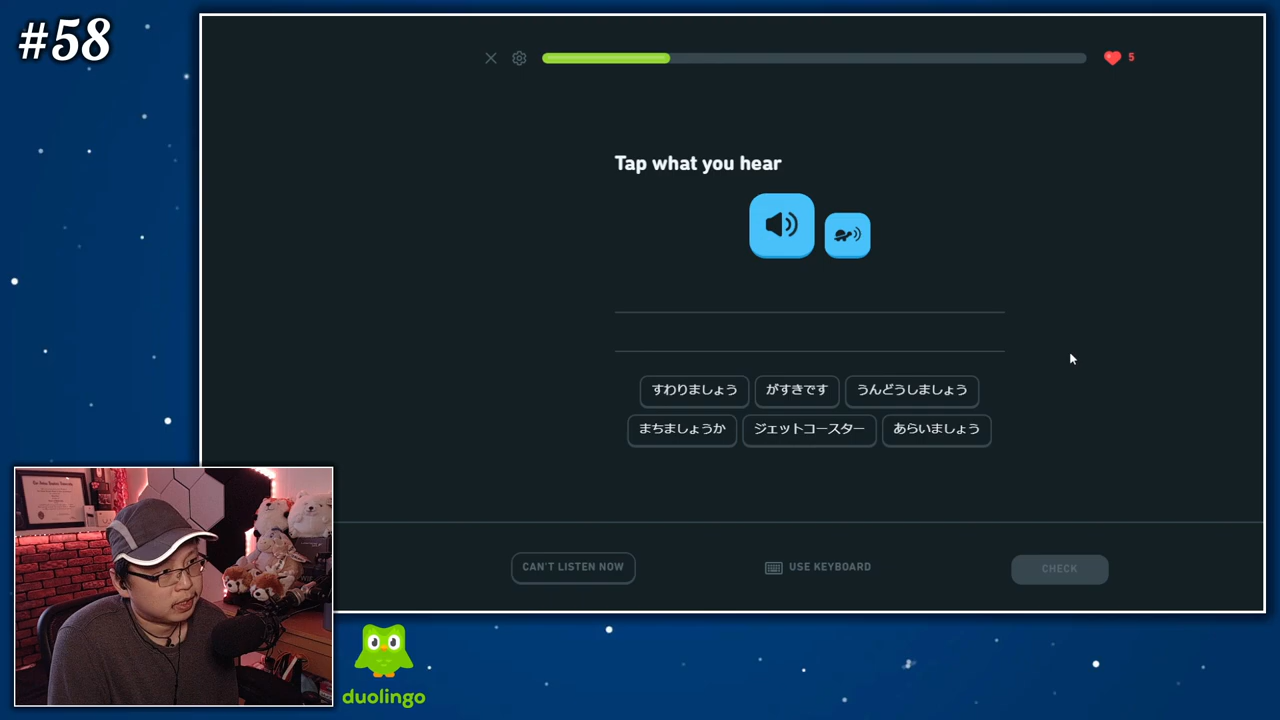 #58
5
Tap what you hear
すわりましょう がすきです うんどうしましょう
まちましょうか ジェットコースター あらいましょう
CAN'T LISTEN NOW USE KEYBOARD CHECK
duolingo